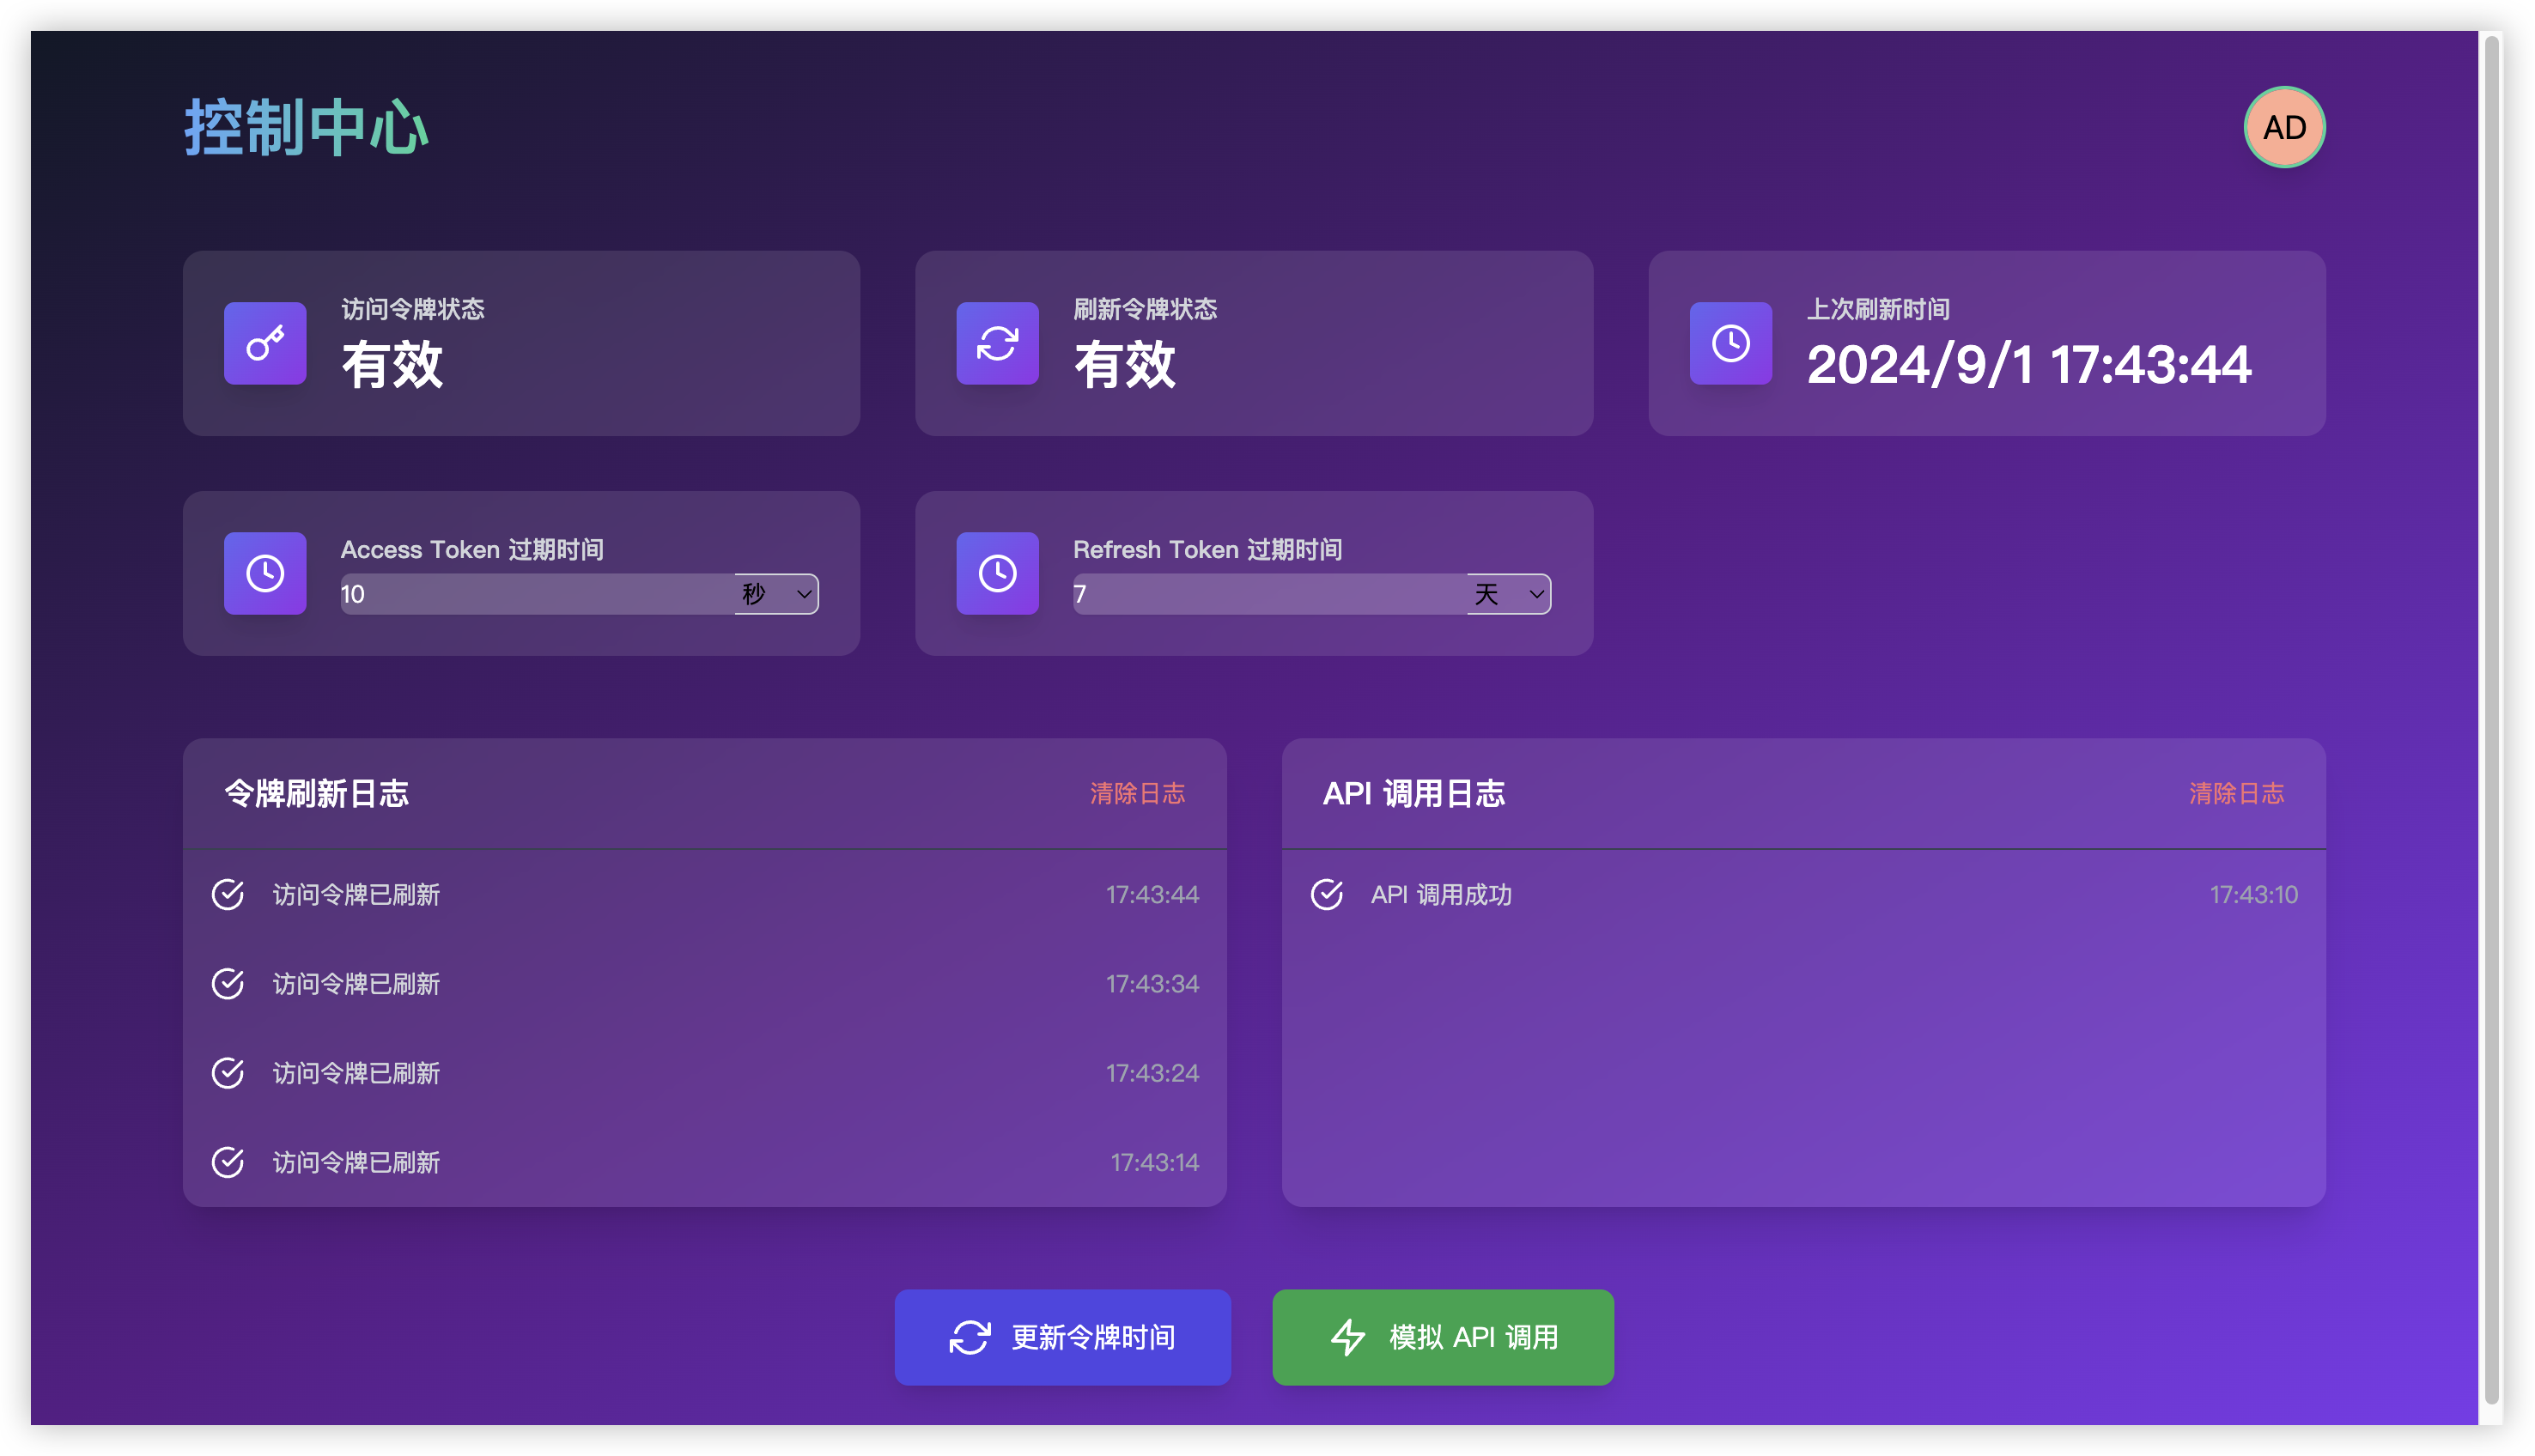 控制中心
AD
访问令牌状态
有效
刷新令牌状态
有效
上次刷新时间
2024/9/1 17:43:44
Access Token 过期时间
10 秒
Refresh Token 过期时间
7 天
令牌刷新日志 清除日志
访问令牌已刷新 17:43:44
访问令牌已刷新 17:43:34
访问令牌已刷新 17:43:24
访问令牌已刷新 17:43:14
API 调用日志 清除日志
API 调用成功 17:43:10
更新令牌时间
模拟 API 调用